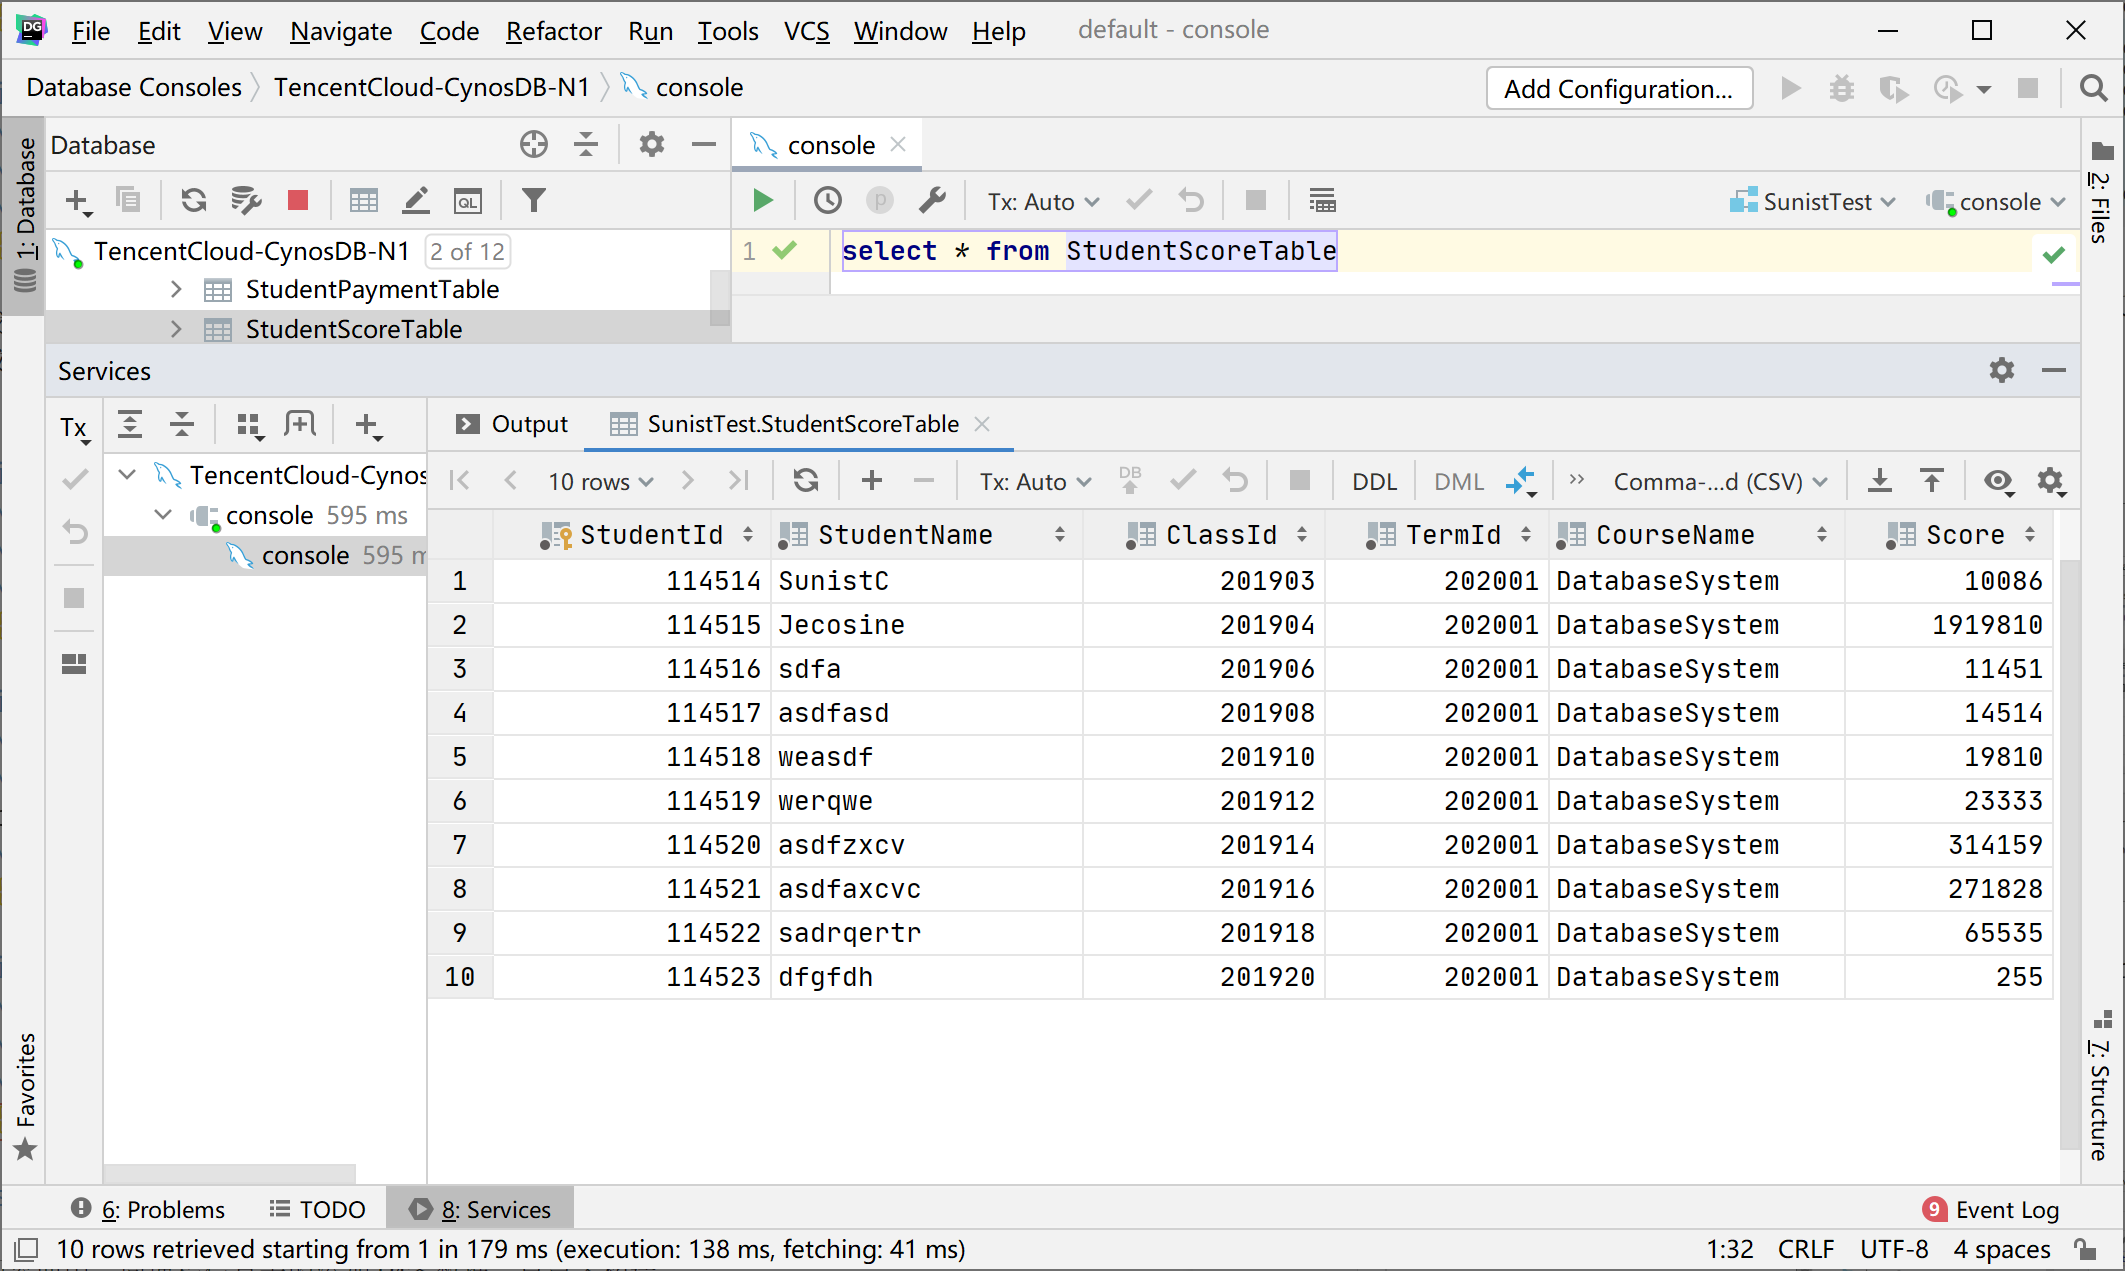 DG File Edit View Navigate Code Refactor Run Tools VCS Window Help default - console
Database Consoles TencentCloud-CynosDB-N1 console Add Configuration...
1: Database
Database
console
QL
p Tx: Auto SunistTest console
TencentCloud-CynosDB-N1 2 of 12
StudentPaymentTable
StudentScoreTable
1 select * from StudentScoreTable
2: Files
Services
Tx
TencentCloud-Cynos
console 595 ms
console 595 m
Output SunistTest.StudentScoreTable
10 rows Tx: Auto DB DDL DML Comma-...d (CSV)
StudentId StudentName ClassId TermId CourseName Score
1 114514 SunistC 201903 202001 DatabaseSystem 10086
2 114515 Jecosine 201904 202001 DatabaseSystem 1919810
3 114516 sdfa 201906 202001 DatabaseSystem 11451
4 114517 asdfasd 201908 202001 DatabaseSystem 14514
5 114518 weasdf 201910 202001 DatabaseSystem 19810
6 114519 werqwe 201912 202001 DatabaseSystem 23333
7 114520 asdfzxcv 201914 202001 DatabaseSystem 314159
8 114521 asdfaxcvc 201916 202001 DatabaseSystem 271828
9 114522 sadrqertr 201918 202001 DatabaseSystem 65535
10 114523 dfgfdh 201920 202001 DatabaseSystem 255
Favorites
7: Structure
6: Problems TODO 8: Services 9 Event Log
10 rows retrieved starting from 1 in 179 ms (execution: 138 ms, fetching: 41 ms) 1:32 CRLF UTF-8 4 spaces